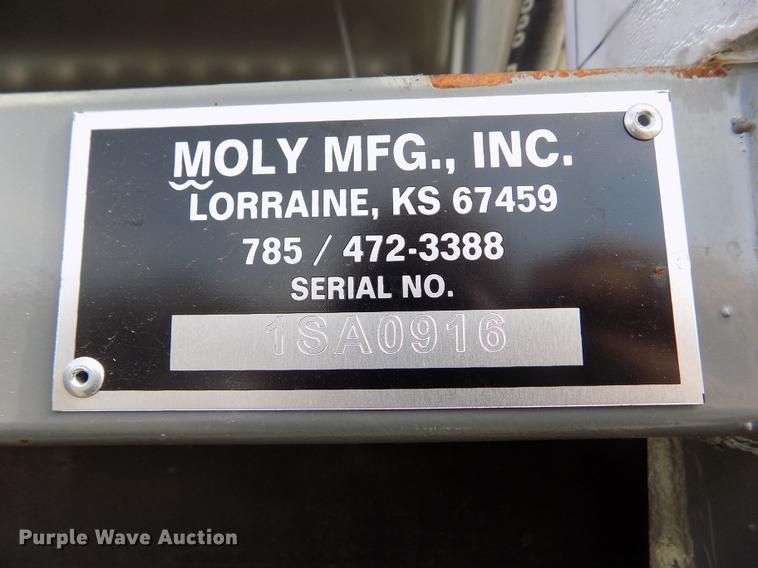 MOLY MFG., INC.
LORRAINE, KS 67459
785 / 472-3388
SERIAL NO.
1SA0916
Purple Wave Auction